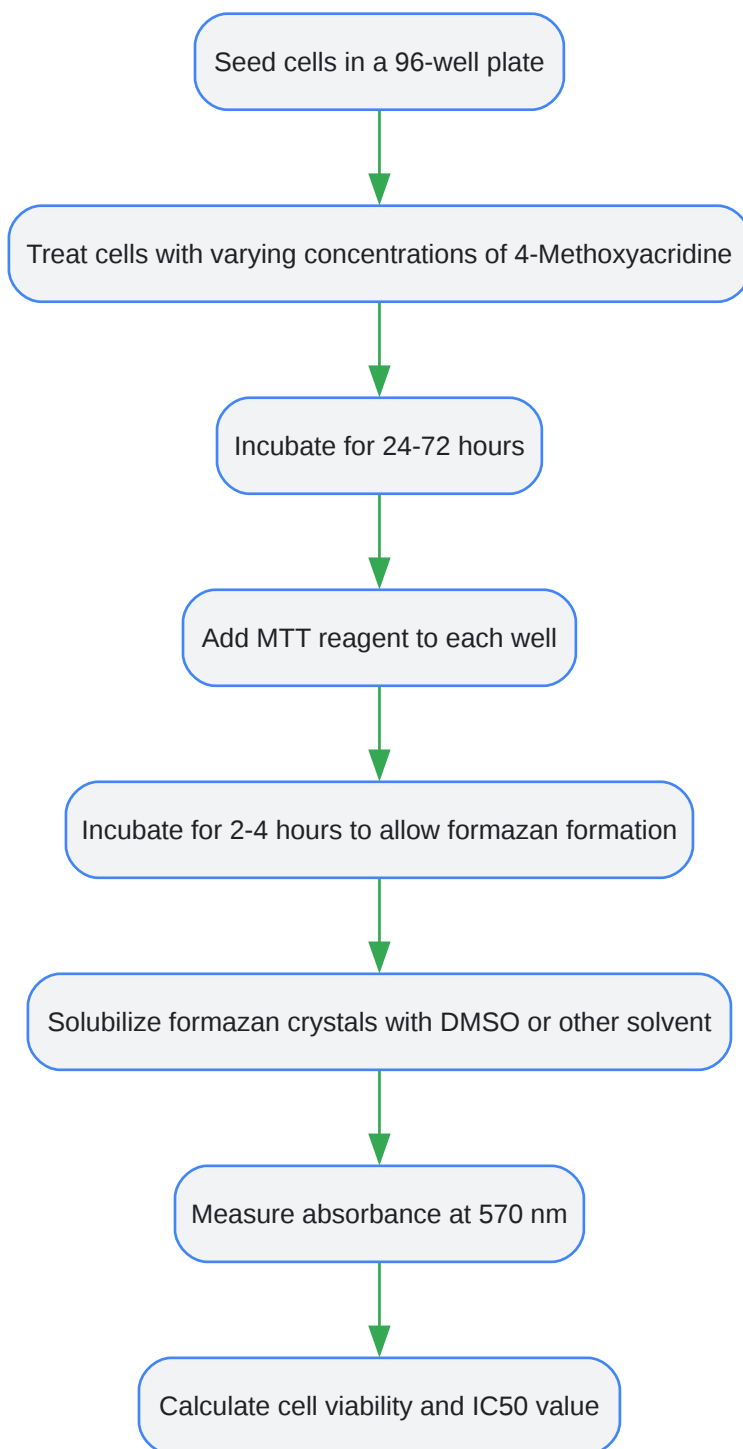 Seed cells in a 96-well plate
Treat cells with varying concentrations of 4-Methoxyacridine
Incubate for 24-72 hours
Add MTT reagent to each well
Incubate for 2-4 hours to allow formazan formation
Solubilize formazan crystals with DMSO or other solvent
Measure absorbance at 570 nm
Calculate cell viability and IC50 value